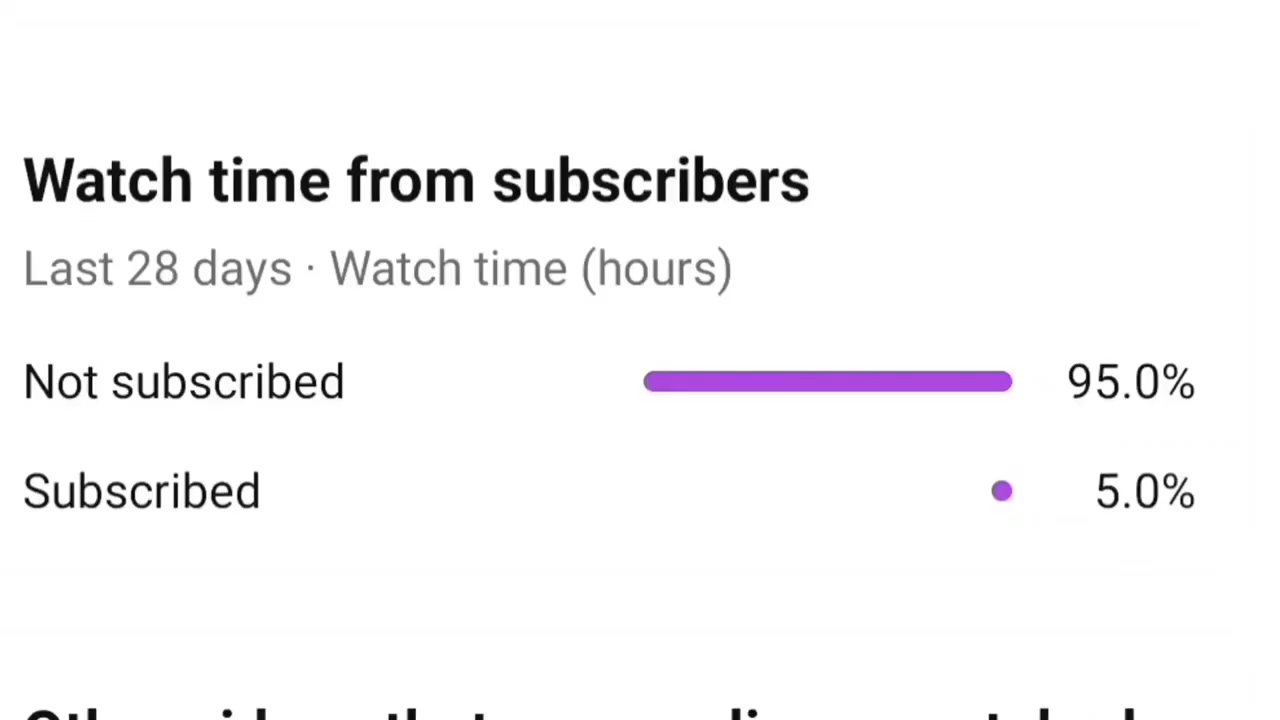 Watch time from subscribers
Last 28 days · Watch time (hours)
Not subscribed 95.0%
Subscribed 5.0%